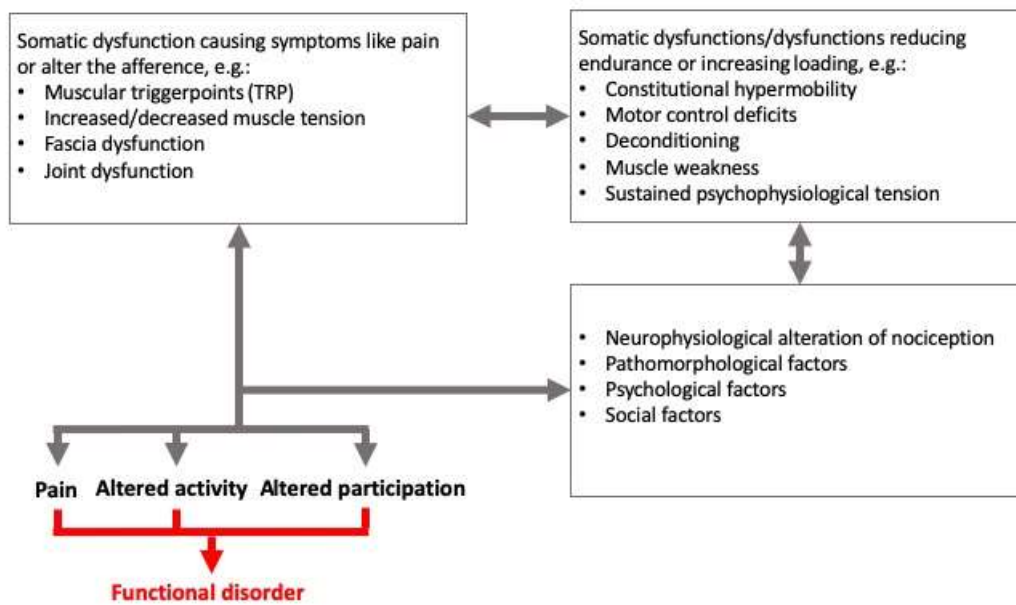 Somatic dysfunction causing symptoms like pain
or alter the afference, e.g.:
• Muscular triggerpoints (TRP)
• Increased/decreased muscle tension
• Fascia dysfunction
• Joint dysfunction
Somatic dysfunctions/dysfunctions reducing
endurance or increasing loading, e.g.:
• Constitutional hypermobility
• Motor control deficits
• Deconditioning
• Muscle weakness
• Sustained psychophysiological tension
• Neurophysiological alteration of nociception
• Pathomorphological factors
• Psychological factors
• Social factors
Pain Altered activity Altered participation
Functional disorder